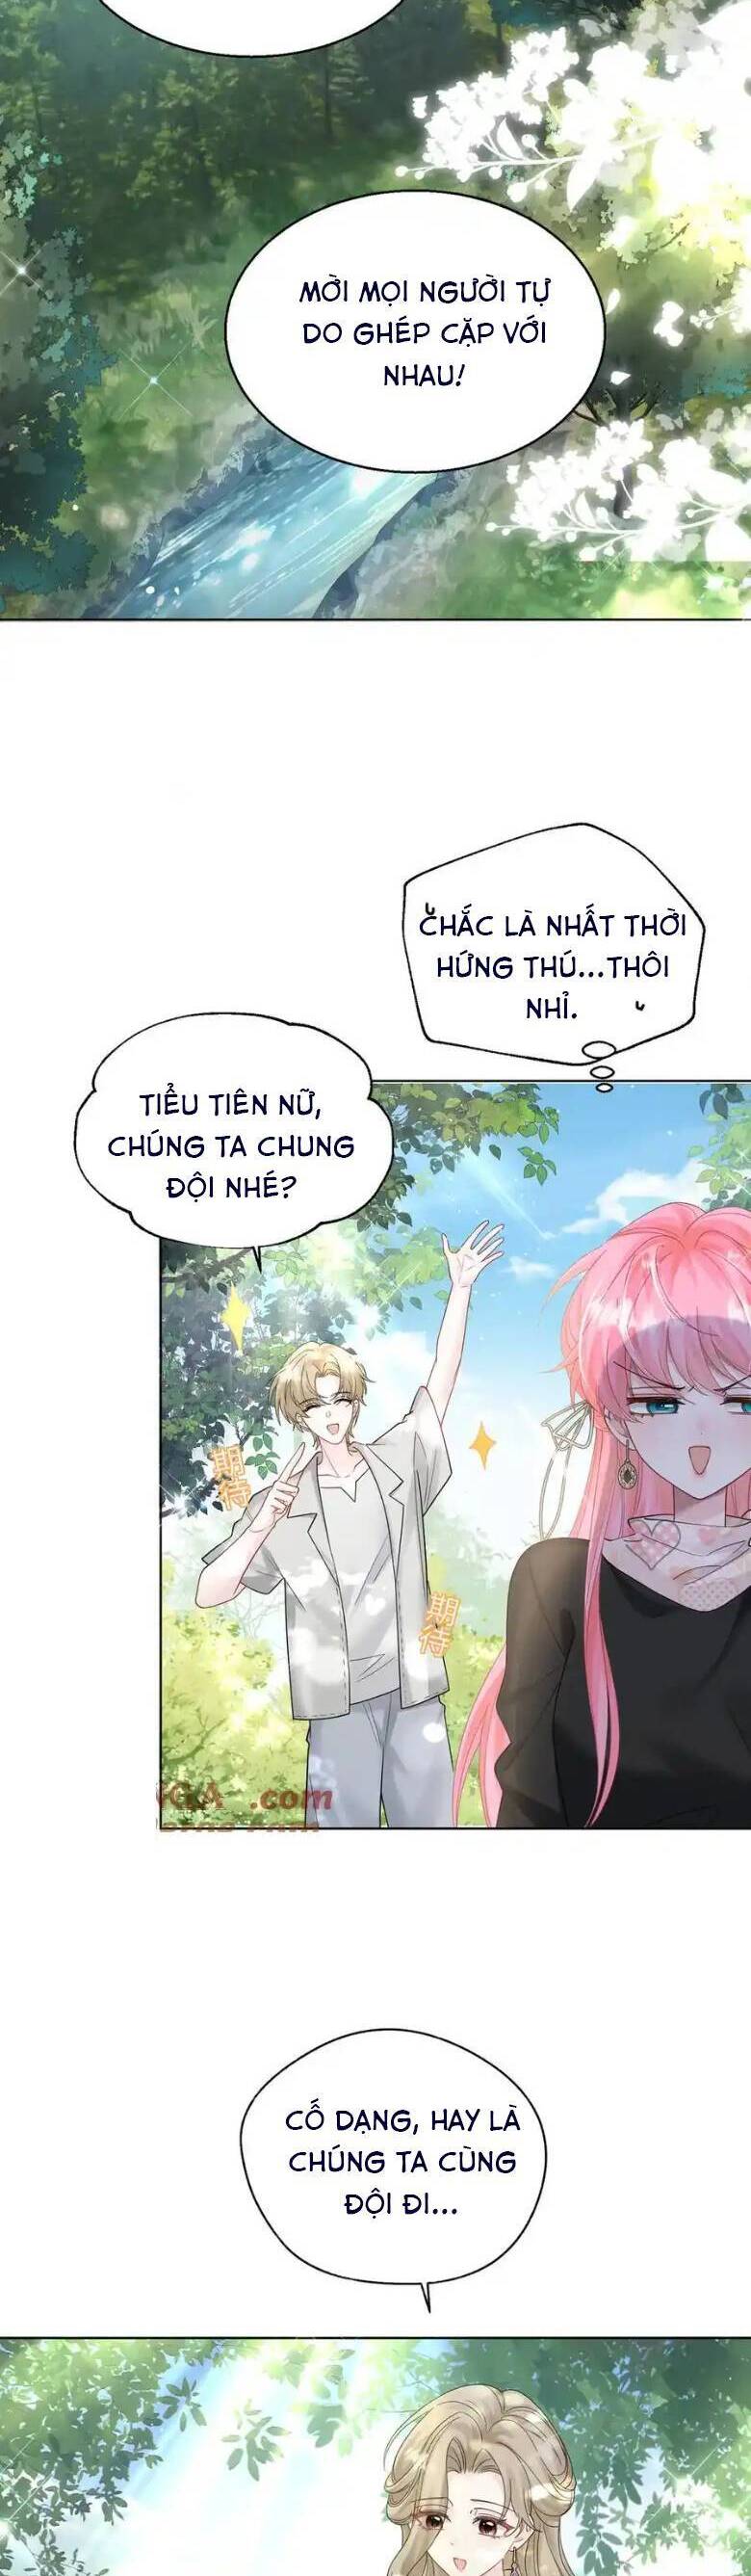 MỜI MỌI NGƯỜI TỰ
DO GHÉP CẶP VỚI
NHAU!
CHẮC LÀ NHẤT THỜI
HỨNG THÚ...THÔI
NHỈ.
TIỂU TIÊN NỮ,
CHÚNG TA CHUNG
ĐỘI NHÉ?
期待
期待
.com
CỐ DẠNG, HAY LÀ
CHÚNG TA CÙNG
ĐỘI ĐI...